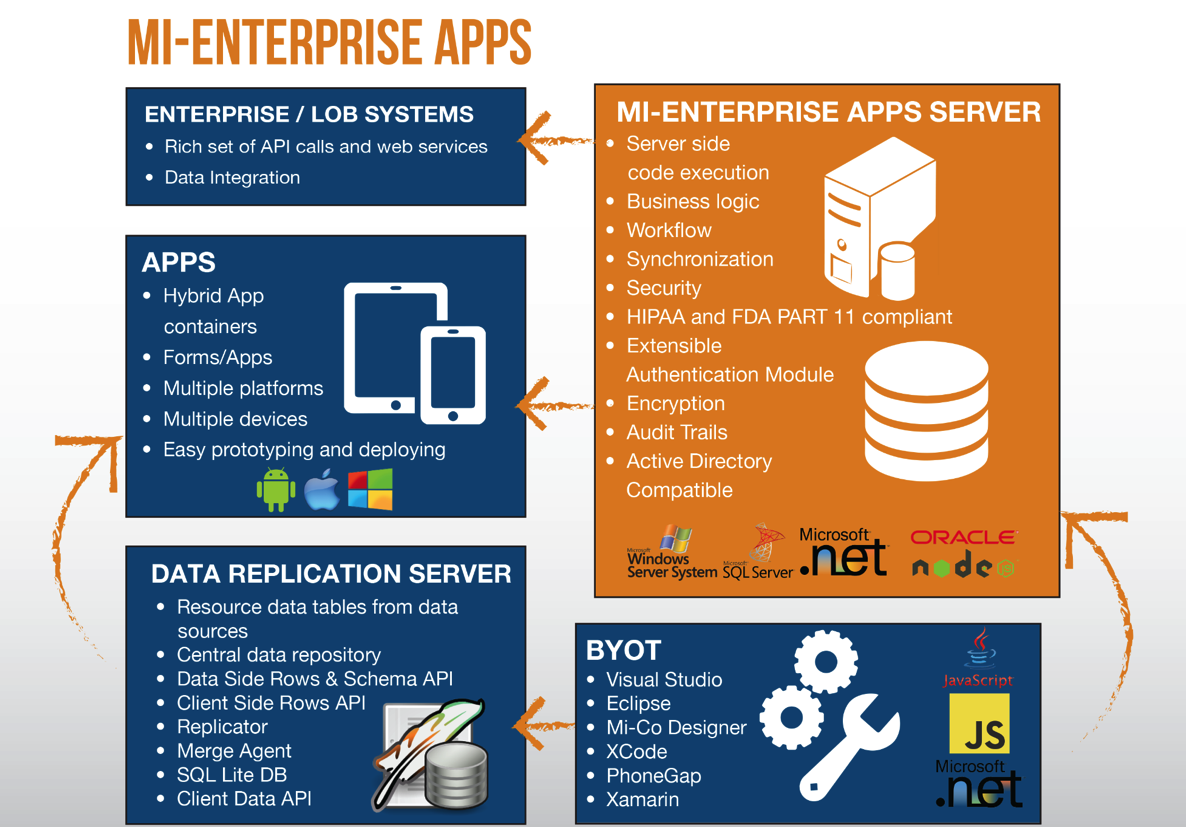 MI-ENTERPRISE APPS
ENTERPRISE / LOB SYSTEMS
• Rich set of API calls and web services
• Data Integration
APPS
• Hybrid App
containers
• Forms/Apps
• Multiple platforms
• Multiple devices
• Easy prototyping and deploying
DATA REPLICATION SERVER
• Resource data tables from data
sources
• Central data repository
• Data Side Rows & Schema API
• Client Side Rows API
• Replicator
• Merge Agent
• SQL Lite DB
• Client Data API
MI-ENTERPRISE APPS SERVER
• Server side
code execution
• Business logic
• Workflow
• Synchronization
• Security
• HIPAA and FDA PART 11 compliant
• Extensible
Authentication Module
• Encryption
• Audit Trails
• Active Directory
Compatible
Microsoft
Windows
Server System
Microsoft
SQL Server
Microsoft
.net
ORACLE
node
JS
BYOT
• Visual Studio
• Eclipse
• Mi-Co Designer
• XCode
• PhoneGap
• Xamarin
JavaScript
JS
Microsoft
.net